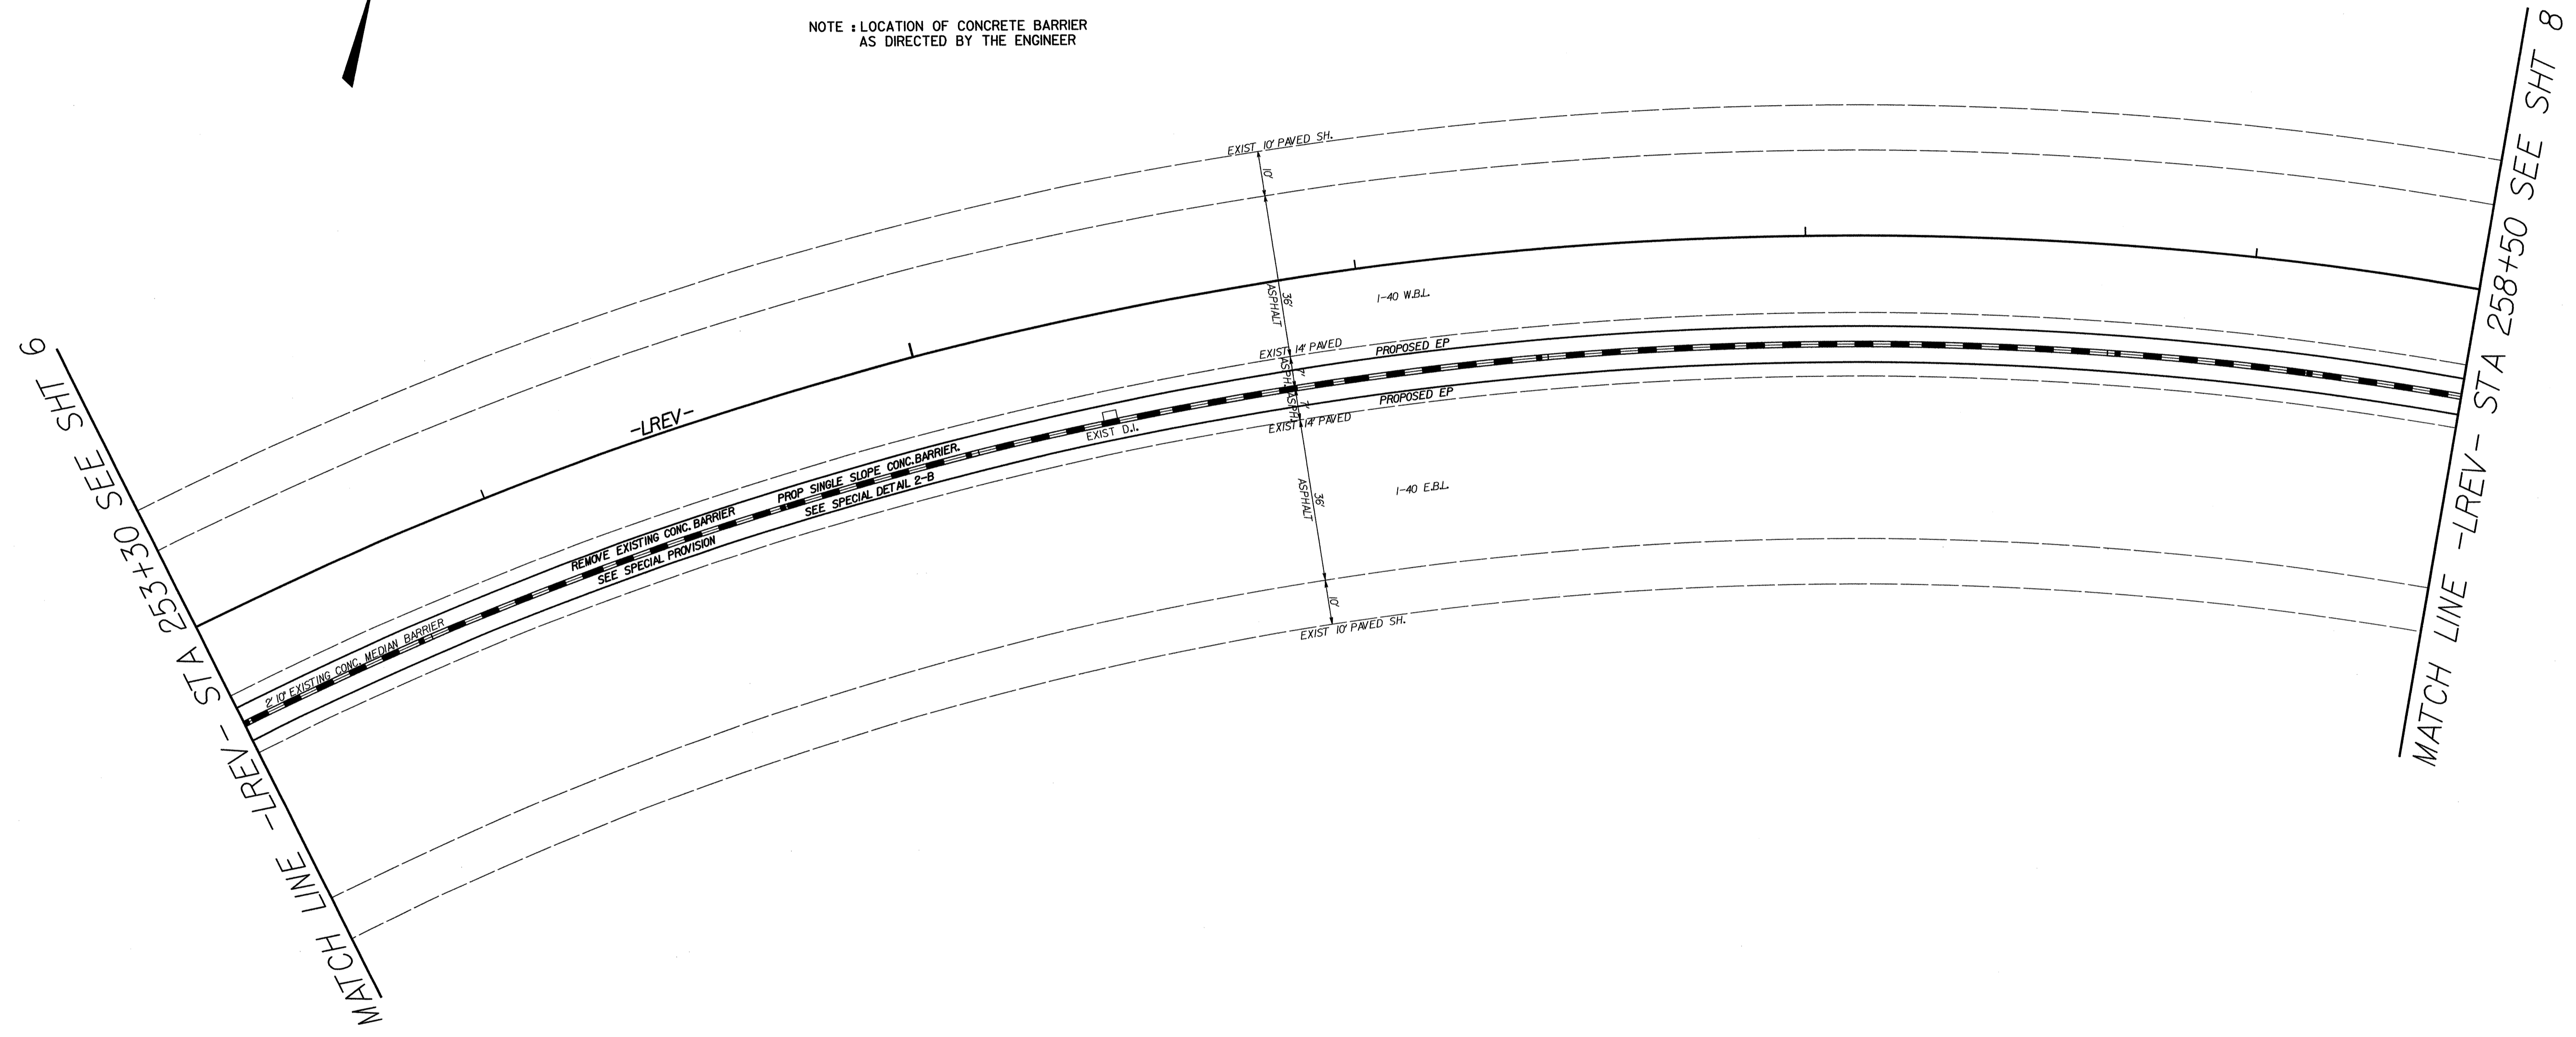 NOTE : LOCATION OF CONCRETE BARRIER
AS DIRECTED BY THE ENGINEER
MATCH LINE -LREV- STA 253+30 SEE SHT 6
MATCH LINE -LREV- STA 258+50 SEE SHT 8
EXIST 10' PAVED SH.
10'
36'
ASPHALT
I-40 W.B.L.
-LREV-
EXIST 14' PAVED
PROPOSED EP
ASPH.
7'
ASPH.
7'
PROPOSED EP
EXIST 14' PAVED
EXIST D.I.
PROP SINGLE SLOPE CONC.BARRIER.
SEE SPECIAL DETAIL 2-B
REMOVE EXISTING CONC. BARRIER
SEE SPECIAL PROVISION
2' 10" EXISTING CONC. MEDIAN BARRIER
36'
ASPHALT
I-40 E.B.L.
10'
EXIST 10' PAVED SH.